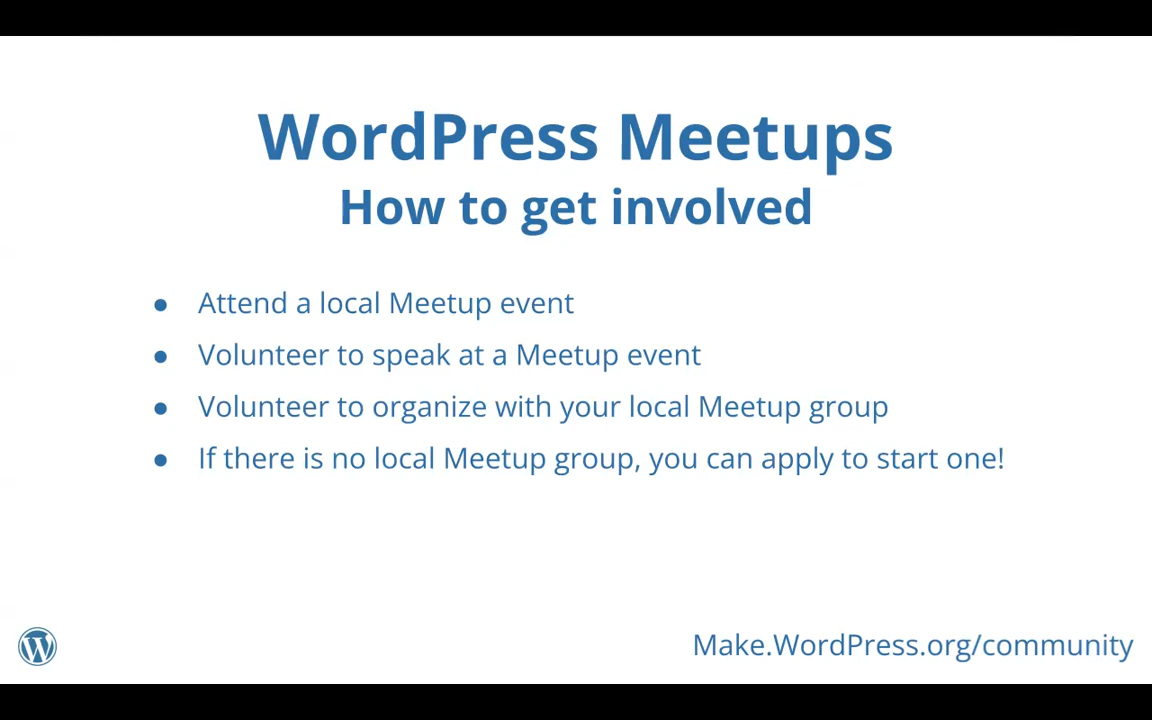 WordPress Meetups
How to get involved
● Attend a local Meetup event
● Volunteer to speak at a Meetup event
● Volunteer to organize with your local Meetup group
● If there is no local Meetup group, you can apply to start one!
Make.WordPress.org/community